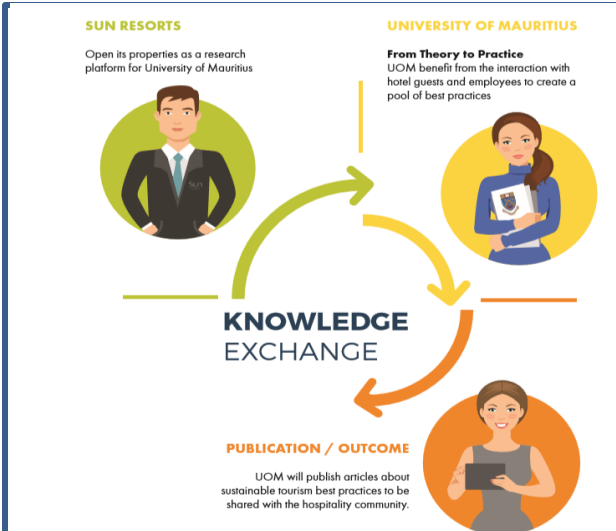 SUN RESORTS
Open its properties as a research
platform for University of Mauritius
UNIVERSITY OF MAURITIUS
From Theory to Practice
UOM benefit from the interaction with
hotel guests and employees to create a
pool of best practices
Sun
KNOWLEDGE
EXCHANGE
PUBLICATION / OUTCOME
UOM will publish articles about
sustainable tourism best practices to be
shared with the hospitality community.